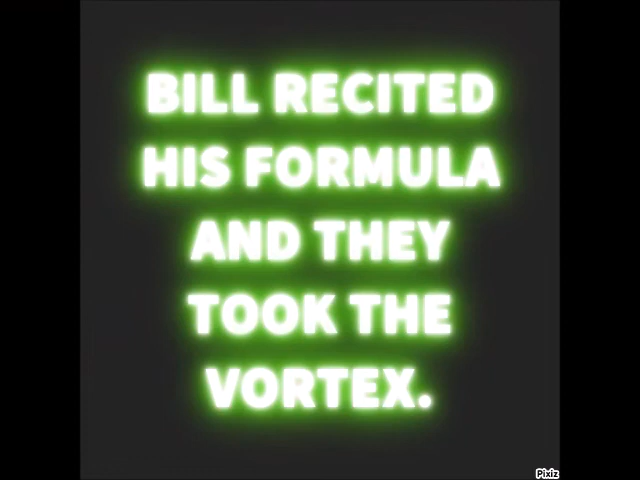 BILL RECITED
HIS FORMULA
AND THEY
TOOK THE
VORTEX.
Pixiz